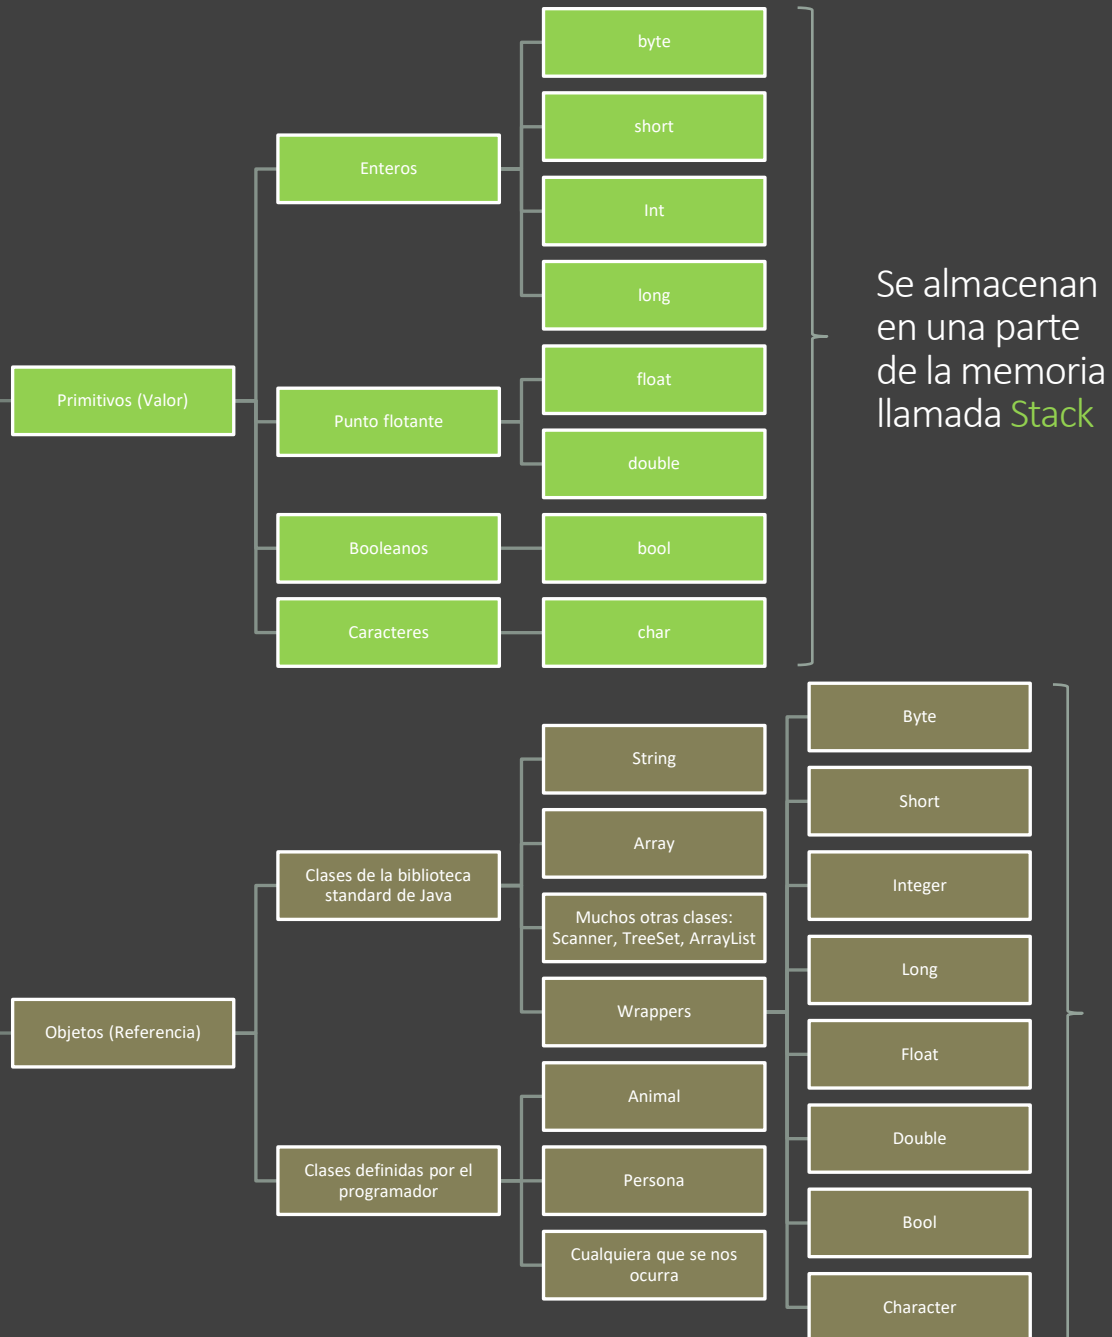 byte
short
Enteros
Int
long
Se almacenan
en una parte
de la memoria
llamada Stack
float
Primitivos (Valor)
Punto flotante
double
Booleanos
bool
Caracteres
char
Byte
String
Short
Array
Clases de la biblioteca
standard de Java
Integer
Muchos otras clases:
Scanner, TreeSet, ArrayList
Long
Wrappers
Objetos (Referencia)
Float
Animal
Double
Clases definidas por el
programador
Persona
Bool
Cualquiera que se nos
ocurra
Character